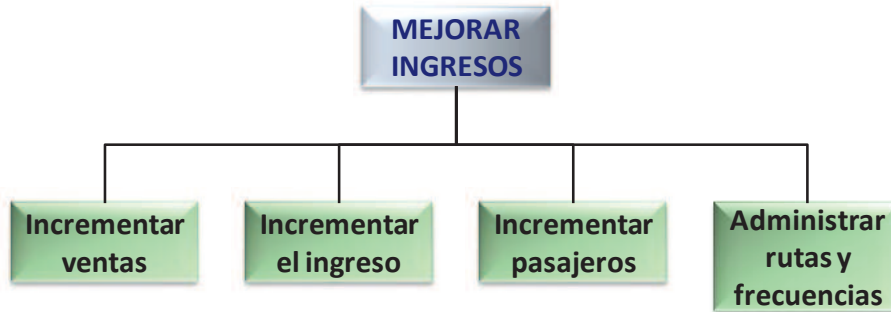 MEJORAR
INGRESOS
Incrementar
ventas
Incrementar
el ingreso
Incrementar
pasajeros
Administrar
rutas y
frecuencias